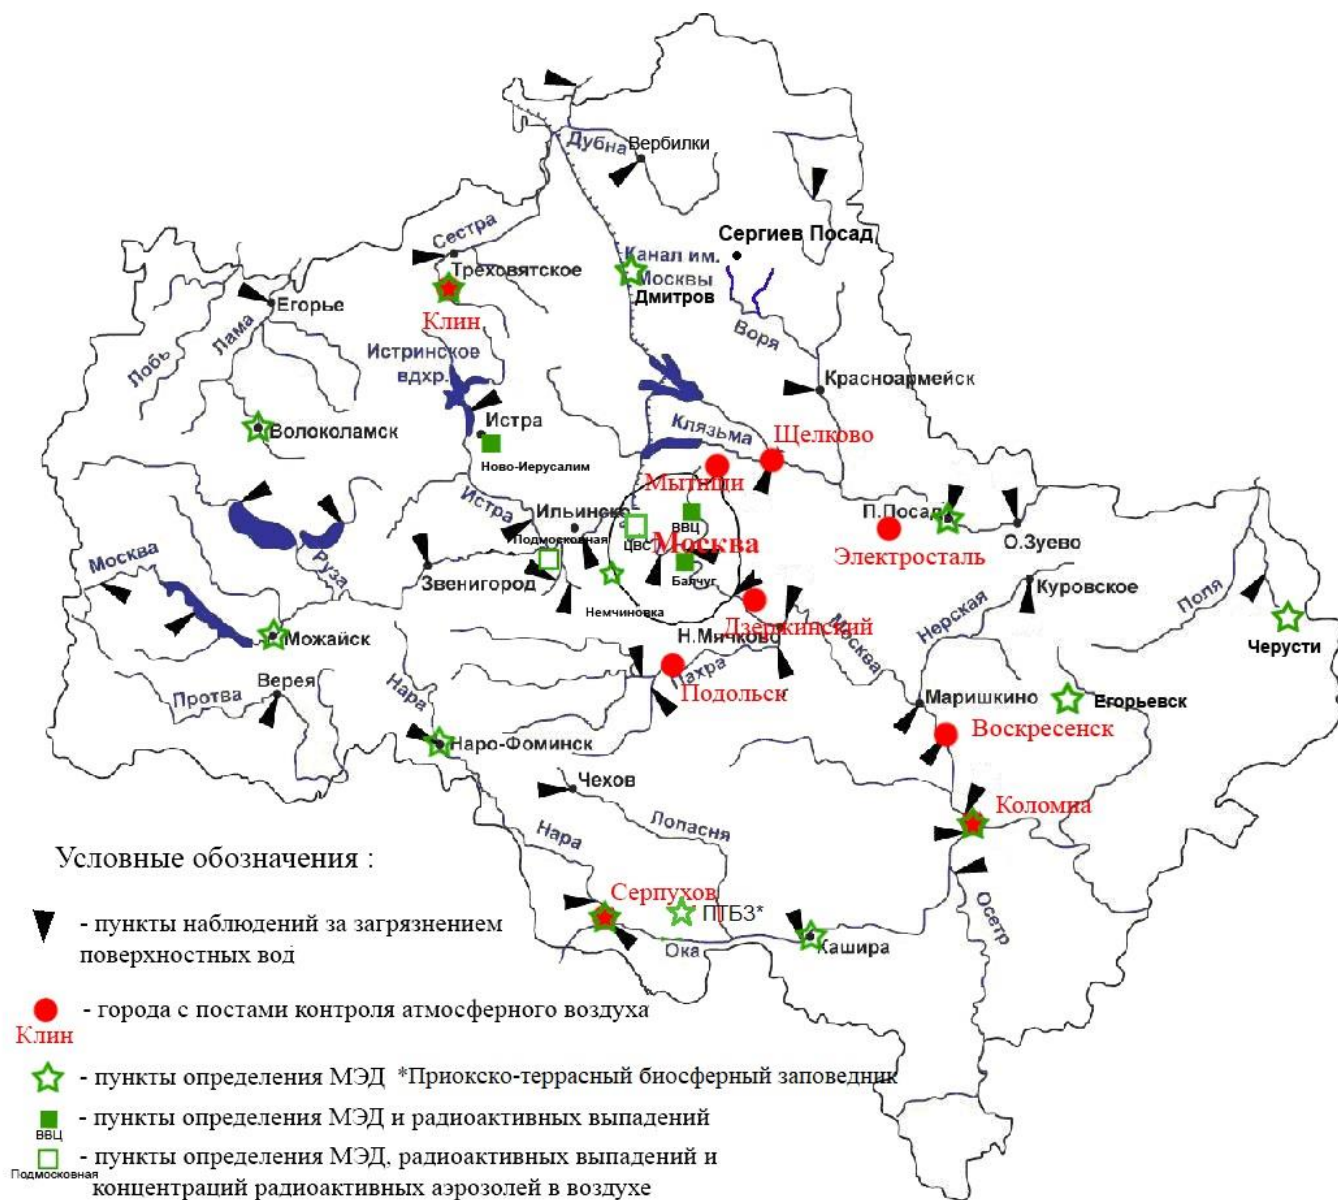 Дубна
Вербилки
Сестра
Сергиев Посад
Канал им.
Москвы
Треховятское
Дмитров
Егорье
Клин
Лама
Лобь
Воря
Истринское
вдхр.
Красноармейск
Истра
Волоколамск
Клязьма
Щелково
Ново-Иерусалим
Мытищи
Истра
Ильинское
П.Посад
ВВЦ
Подмосковная
ЦВС
Москва
Электросталь
О.Зуево
Москва
Руза
Звенигород
Балчуг
Куровское
Поля
Немчиновка
Дзержинский
Нерская
Можайск
Н.Мячково
Москва
Черусти
Протва
Верея
Нара
Пахра
Подольск
Маришкино
Егорьевск
Воскресенск
Наро-Фоминск
Чехов
Коломна
Лопасня
Нара
Условные обозначения :
Серпухов
ПТБЗ*
Осетр
- пункты наблюдений за загрязнением
поверхностных вод
Ока
Кашира
- города с постами контроля атмосферного воздуха
Клин
- пункты определения МЭД *Приокско-террасный биосферный заповедник
- пункты определения МЭД и радиоактивных выпадений
ВВЦ
- пункты определения МЭД, радиоактивных выпадений и
Подмосковная
концентраций радиоактивных аэрозолей в воздухе